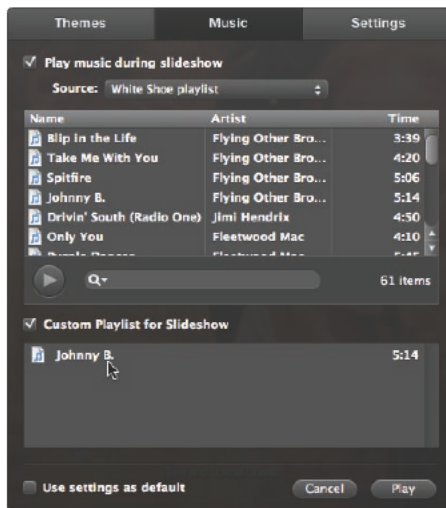 Themes Music Settings
Play music during slideshow
Source: White Shoe playlist
Name Artist Time
Blip in the Life Flying Other Bro... 3:39
Take Me With You Flying Other Bro... 4:20
Spitfire Flying Other Bro... 5:06
Johnny B. Flying Other Bro... 5:14
Drivin' South (Radio One) Jimi Hendrix 4:50
Only You Fleetwood Mac 4:10
61 items
Custom Playlist for Slideshow
Johnny B. 5:14
Use settings as default Cancel Play